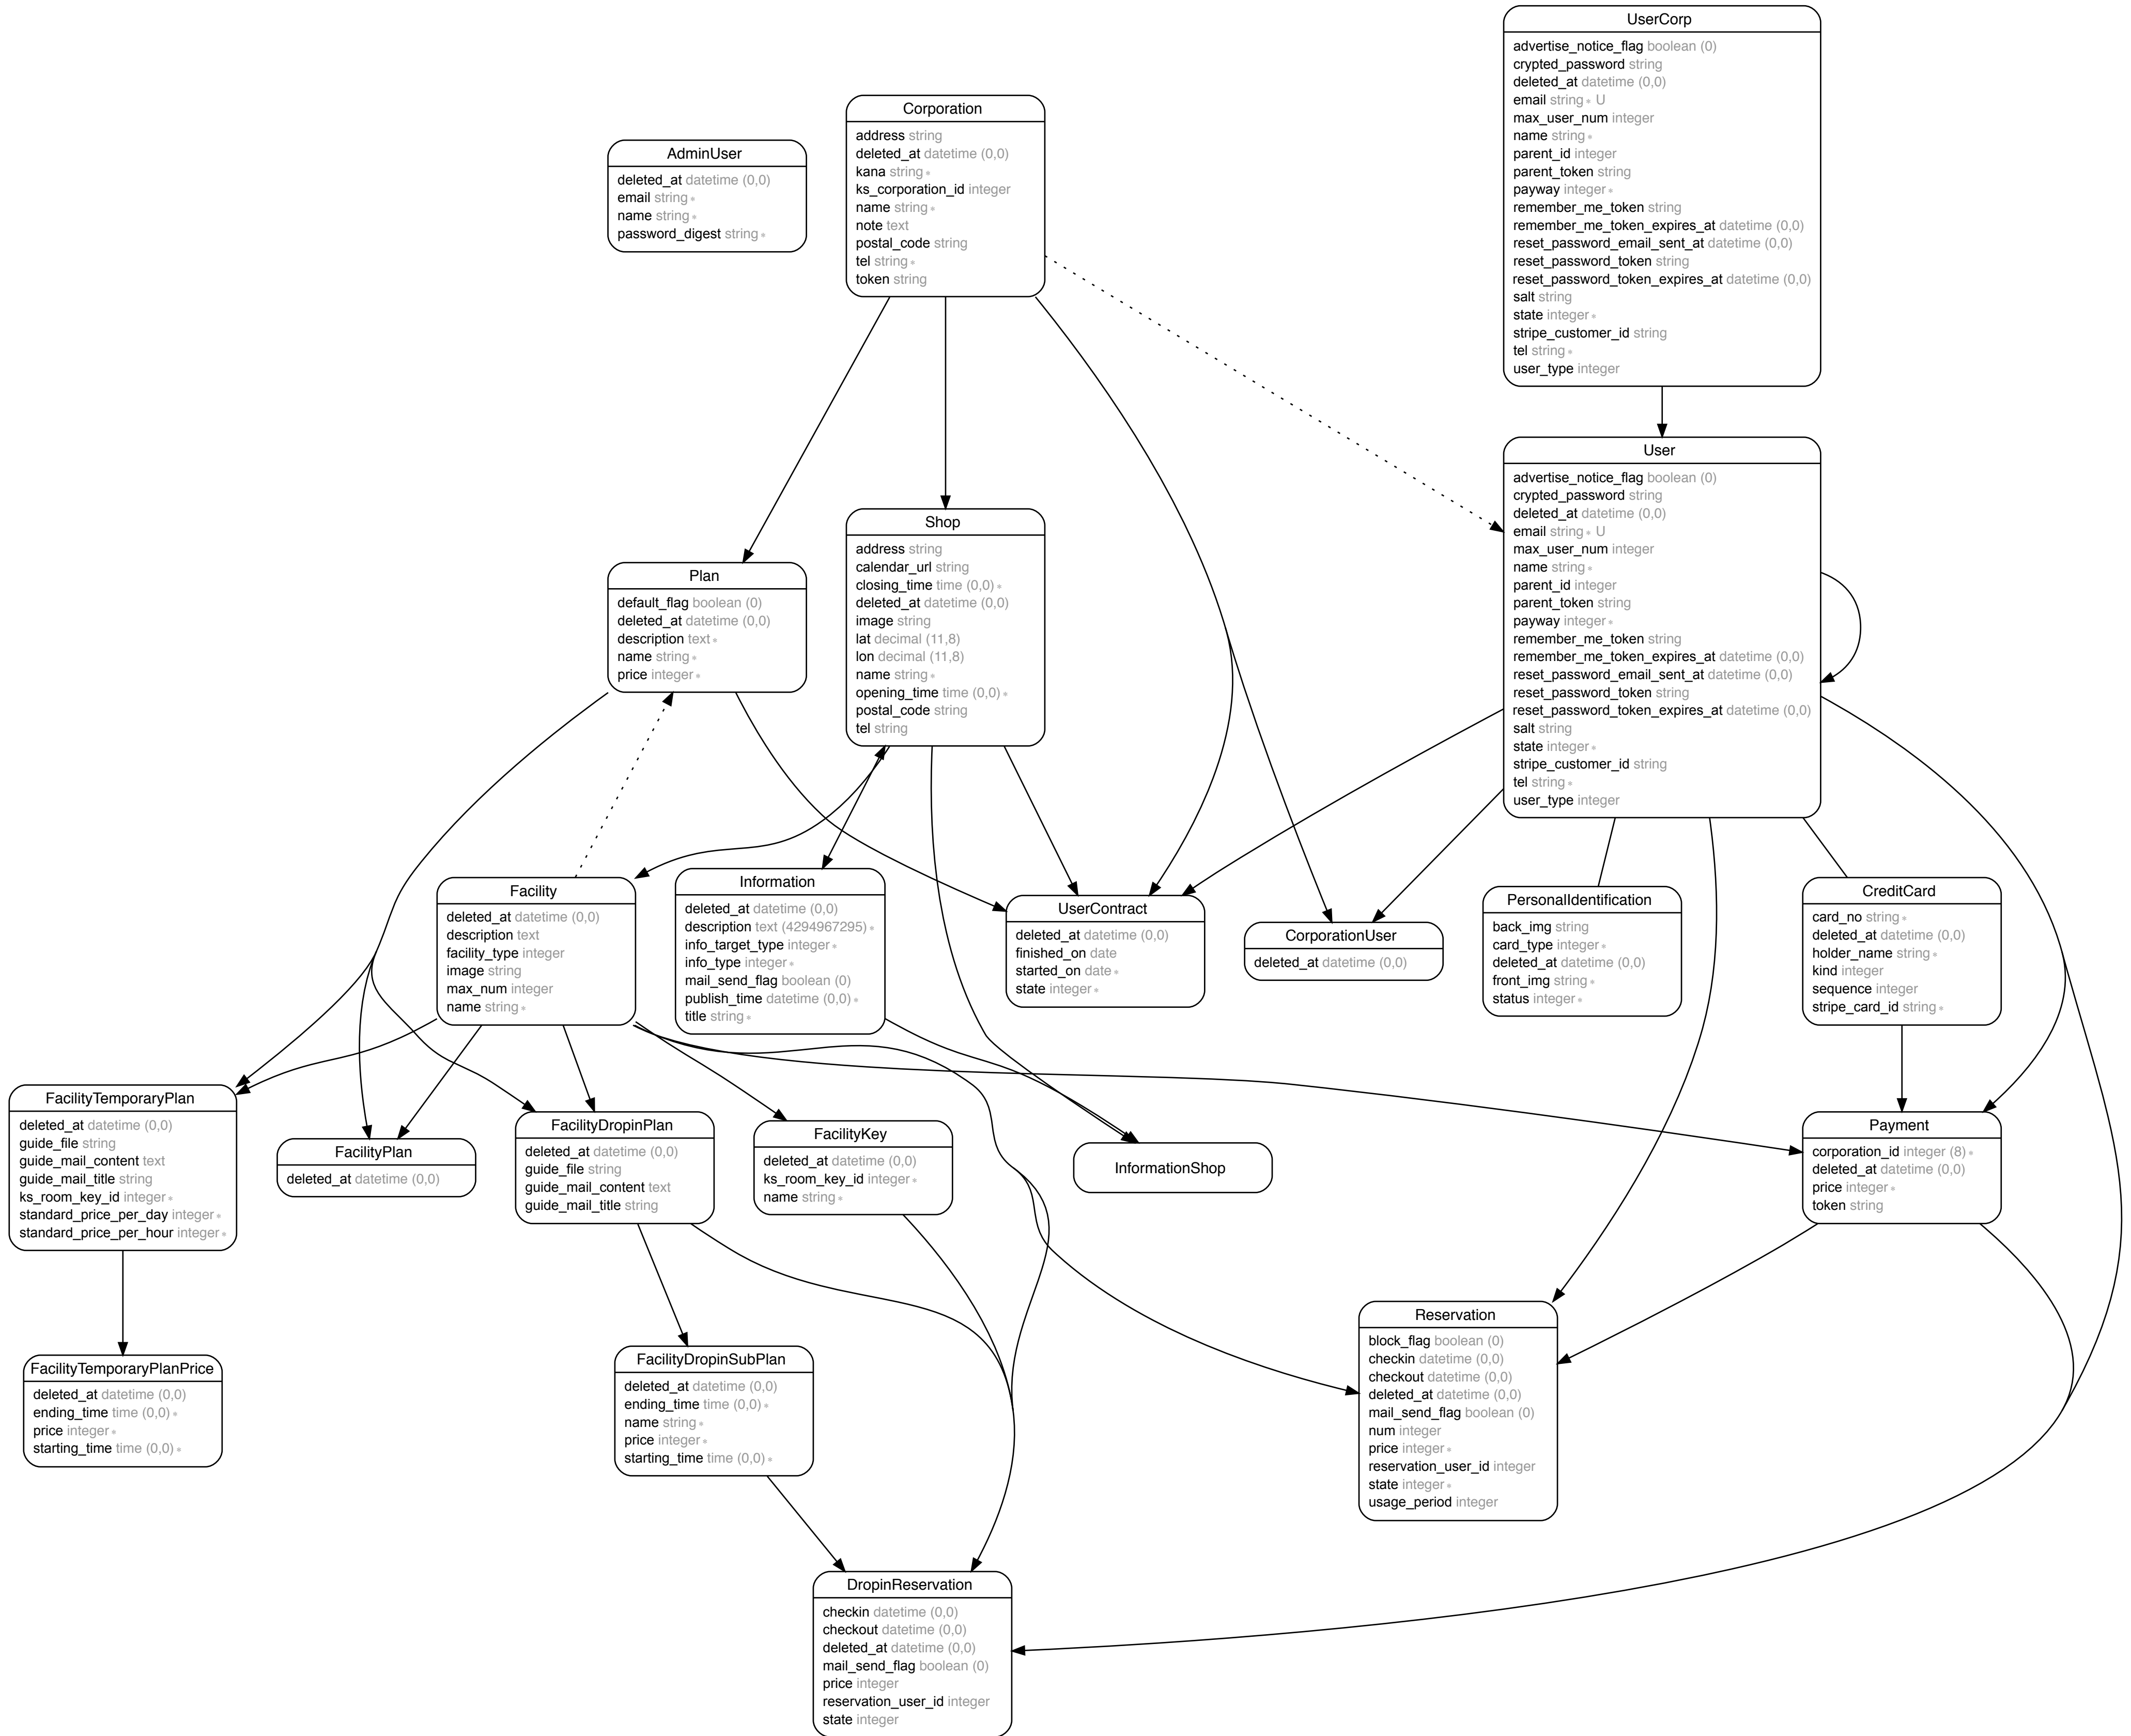 UserCorp
advertise_notice_flag boolean (0)
crypted_password string
deleted_at datetime (0,0)
email string * U
max_user_num integer
name string *
parent_id integer
parent_token string
payway integer *
remember_me_token string
remember_me_token_expires_at datetime (0,0)
reset_password_email_sent_at datetime (0,0)
reset_password_token string
reset_password_token_expires_at datetime (0,0)
salt string
state integer *
stripe_customer_id string
tel string *
user_type integer
Corporation
address string
deleted_at datetime (0,0)
kana string *
ks_corporation_id integer
name string *
note text
postal_code string
tel string *
token string
AdminUser
deleted_at datetime (0,0)
email string *
name string *
password_digest string *
User
advertise_notice_flag boolean (0)
crypted_password string
deleted_at datetime (0,0)
email string * U
max_user_num integer
name string *
parent_id integer
parent_token string
payway integer *
remember_me_token string
remember_me_token_expires_at datetime (0,0)
reset_password_email_sent_at datetime (0,0)
reset_password_token string
reset_password_token_expires_at datetime (0,0)
salt string
state integer *
stripe_customer_id string
tel string *
user_type integer
Shop
address string
calendar_url string
closing_time time (0,0) *
deleted_at datetime (0,0)
image string
lat decimal (11,8)
lon decimal (11,8)
name string *
opening_time time (0,0) *
postal_code string
tel string
Plan
default_flag boolean (0)
deleted_at datetime (0,0)
description text *
name string *
price integer *
Facility
deleted_at datetime (0,0)
description text
facility_type integer
image string
max_num integer
name string *
Information
deleted_at datetime (0,0)
description text (4294967295) *
info_target_type integer *
info_type integer *
mail_send_flag boolean (0)
publish_time datetime (0,0) *
title string *
UserContract
deleted_at datetime (0,0)
finished_on date
started_on date *
state integer *
CorporationUser
deleted_at datetime (0,0)
PersonalIdentification
back_img string
card_type integer *
deleted_at datetime (0,0)
front_img string *
status integer *
CreditCard
card_no string *
deleted_at datetime (0,0)
holder_name string *
kind integer
sequence integer
stripe_card_id string *
FacilityTemporaryPlan
deleted_at datetime (0,0)
guide_file string
guide_mail_content text
guide_mail_title string
ks_room_key_id integer *
standard_price_per_day integer *
standard_price_per_hour integer *
FacilityPlan
deleted_at datetime (0,0)
FacilityDropinPlan
deleted_at datetime (0,0)
guide_file string
guide_mail_content text
guide_mail_title string
FacilityKey
deleted_at datetime (0,0)
ks_room_key_id integer *
name string *
InformationShop
Payment
corporation_id integer (8) *
deleted_at datetime (0,0)
price integer *
token string
FacilityTemporaryPlanPrice
deleted_at datetime (0,0)
ending_time time (0,0) *
price integer *
starting_time time (0,0) *
FacilityDropinSubPlan
deleted_at datetime (0,0)
ending_time time (0,0) *
name string *
price integer *
starting_time time (0,0) *
Reservation
block_flag boolean (0)
checkin datetime (0,0)
checkout datetime (0,0)
deleted_at datetime (0,0)
mail_send_flag boolean (0)
num integer
price integer *
reservation_user_id integer
state integer *
usage_period integer
DropinReservation
checkin datetime (0,0)
checkout datetime (0,0)
deleted_at datetime (0,0)
mail_send_flag boolean (0)
price integer
reservation_user_id integer
state integer